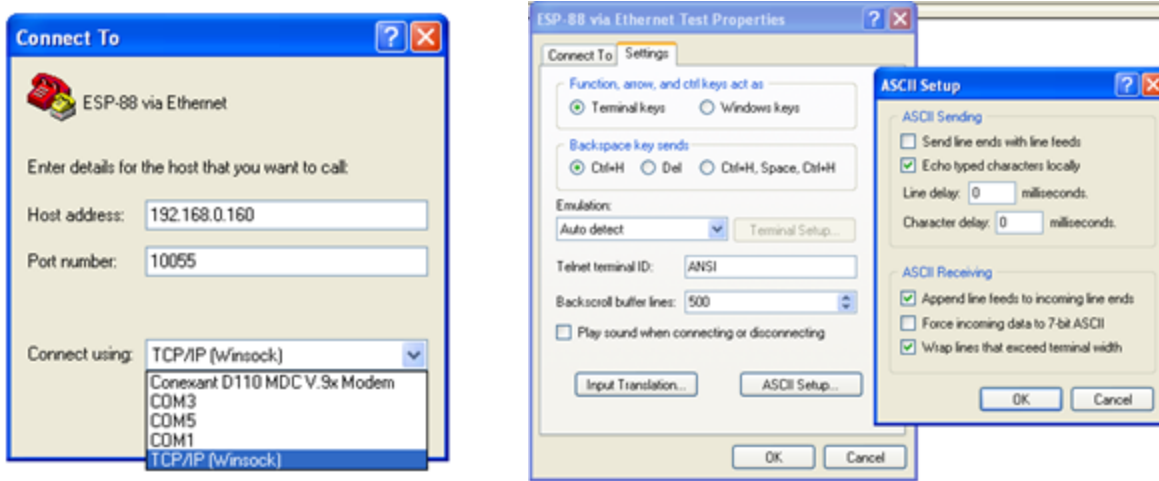 Connect To
ESP-88 via Ethernet
Enter details for the host that you want to call:
Host address: 192.168.0.160
Port number: 10055
Connect using: TCP/IP (Winsock)
Conexant D110 MDC V.9x Modem
COM3
COM5
COM1
TCP/IP (Winsock)
ESP-88 via Ethernet Test Properties
Connect To Settings
Function, arrow, and ctrl keys act as
Terminal keys Windows keys
Backspace key sends
Ctrl+H Del Ctrl+H, Space, Ctrl+H
Emulation:
Auto detect Terminal Setup...
Telnet terminal ID: ANSI
Backscroll buffer lines: 500
Play sound when connecting or disconnecting
Input Translation... ASCII Setup...
OK Cancel
ASCII Setup
ASCII Sending
Send line ends with line feeds
Echo typed characters locally
Line delay: 0 milliseconds.
Character delay: 0 milliseconds.
ASCII Receiving
Append line feeds to incoming line ends
Force incoming data to 7-bit ASCII
Wrap lines that exceed terminal width
OK Cancel